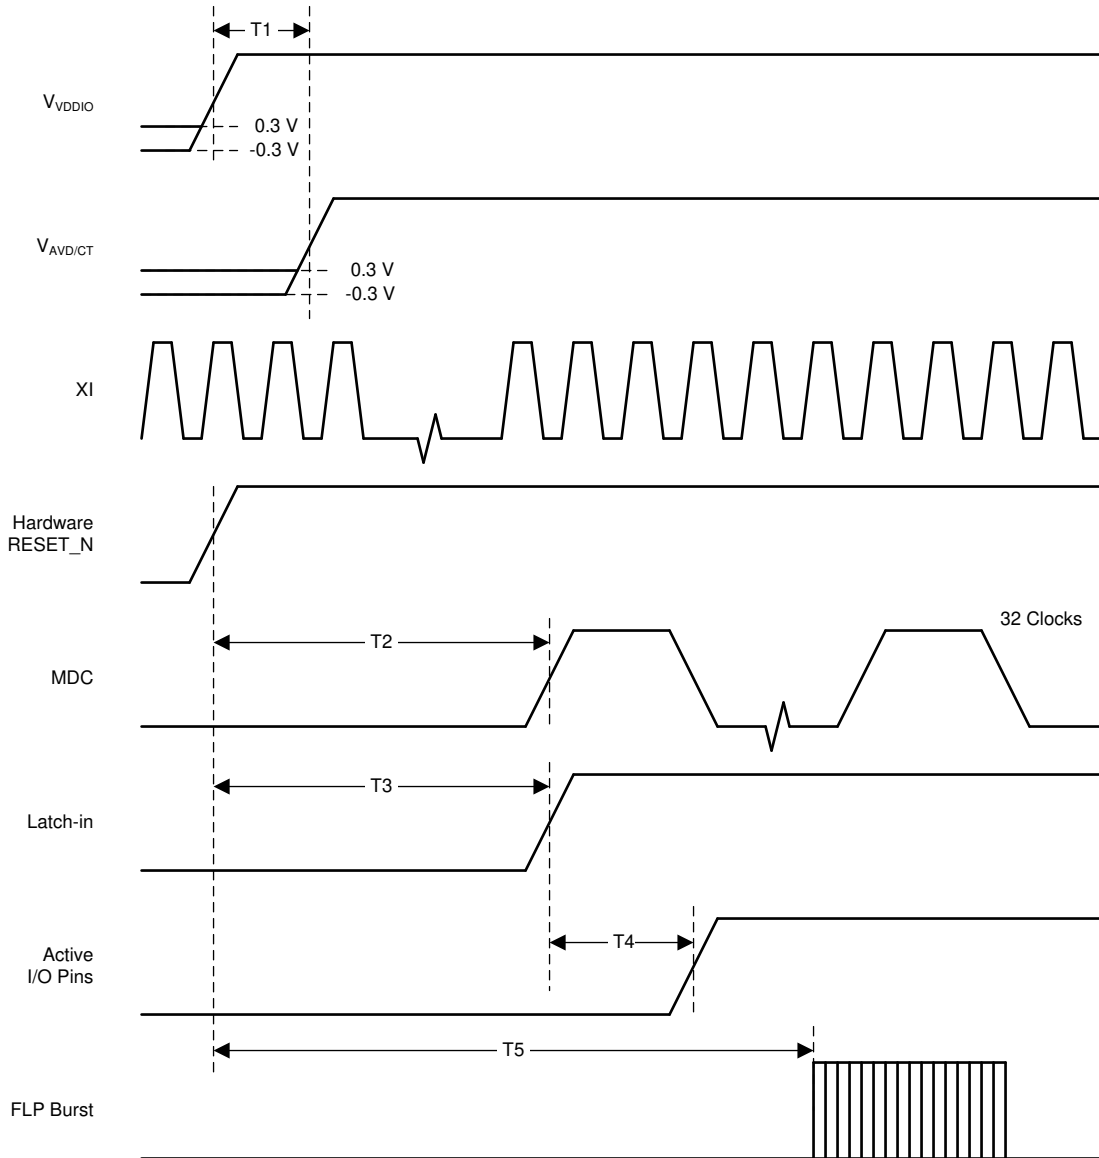 T1
VVDDIO
0.3 V
-0.3 V
VAVD/CT
0.3 V
-0.3 V
XI
Hardware
RESET_N
32 Clocks
T2
MDC
T3
Latch-in
T4
Active
I/O Pins
T5
FLP Burst